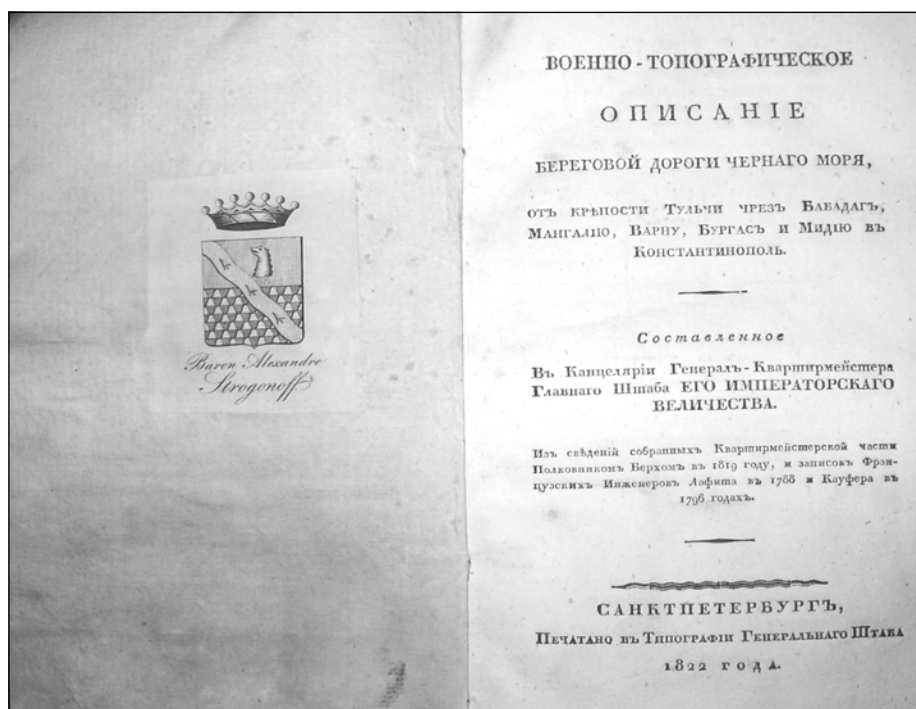 Baron Alexandre
Strogonoff
ВОЕННО-ТОПОГРАФИЧЕСКОЕ
ОПИСАНІЕ
БЕРЕГОВОЙ ДОРОГИ ЧЕРНАГО МОРЯ,
ОТЪ КРѢПОСТИ ТУЛЬЧИ ЧРЕЗЪ БАБАДАГЪ,
МАНГАЛІЮ, ВАРНУ, БУРГАСЪ И МИДІЮ ВЪ
КОНСТАНТИНОПОЛЬ.
Составленное
Въ Канцеляріи Генералъ-Квартирмейстера
Главнаго Штаба ЕГО ИМПЕРАТОРСКАГО
ВЕЛИЧЕСТВА.
Изъ свѣденій собранныхъ Квартирмейстерской части
Полковникомъ Берхомъ въ 1819 году, и записокъ Фран-
цузскихъ Инженеровъ Лафита въ 1788 и Кауфера въ
1796 годахъ.
САНКТПЕТЕРБУРГЪ,
Печатано въ Типографіи Генеральнаго Штаба
1822 года.